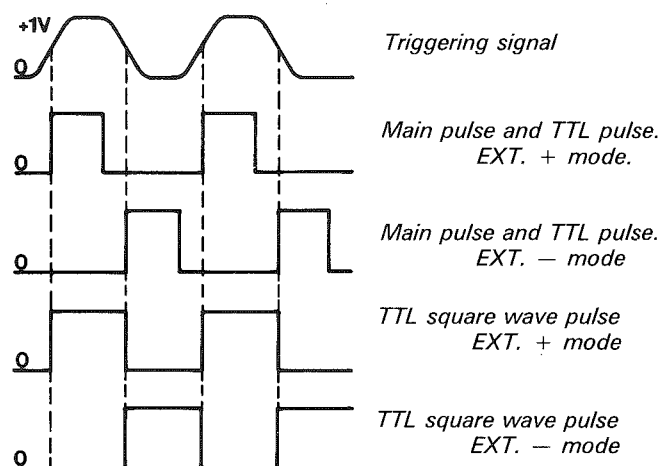 +1V
0
Triggering signal
0
Main pulse and TTL pulse.
EXT. + mode.
0
Main pulse and TTL pulse.
EXT. — mode
0
TTL square wave pulse
EXT. + mode
0
TTL square wave pulse
EXT. — mode